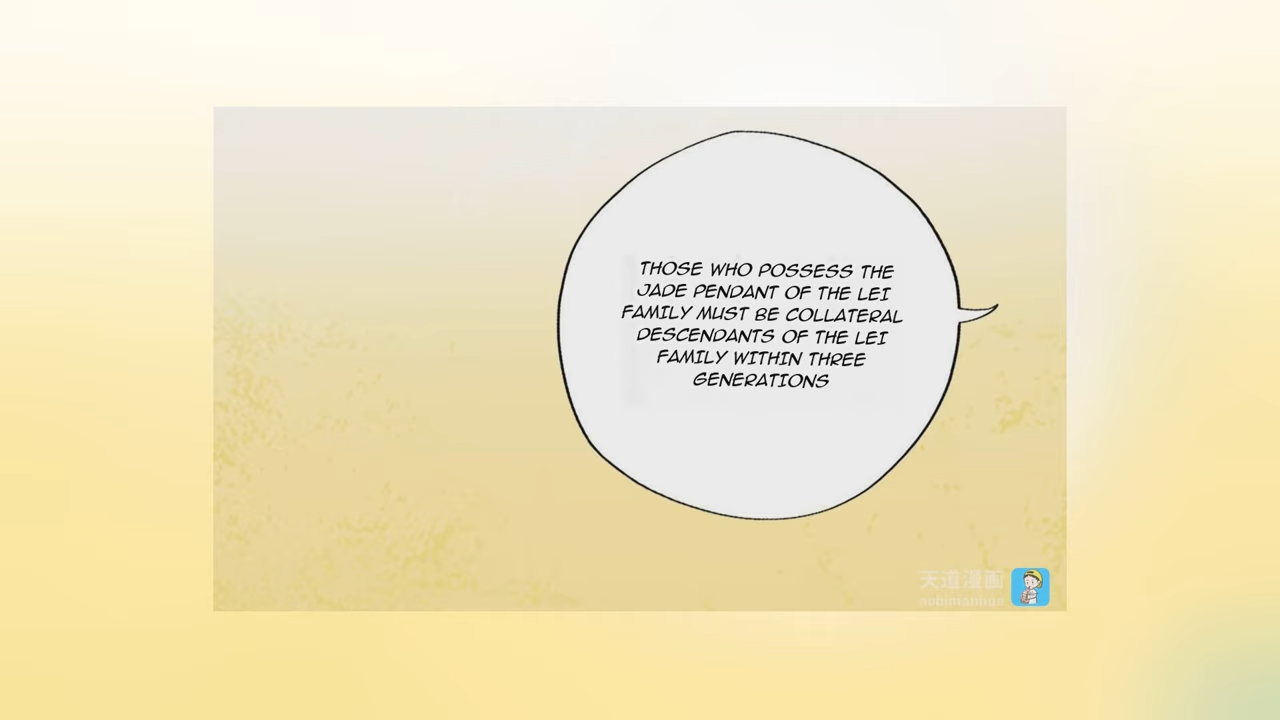 THOSE WHO POSSESS THE
JADE PENDANT OF THE LEI
FAMILY MUST BE COLLATERAL
DESCENDANTS OF THE LEI
FAMILY WITHIN THREE
GENERATIONS
天道漫画